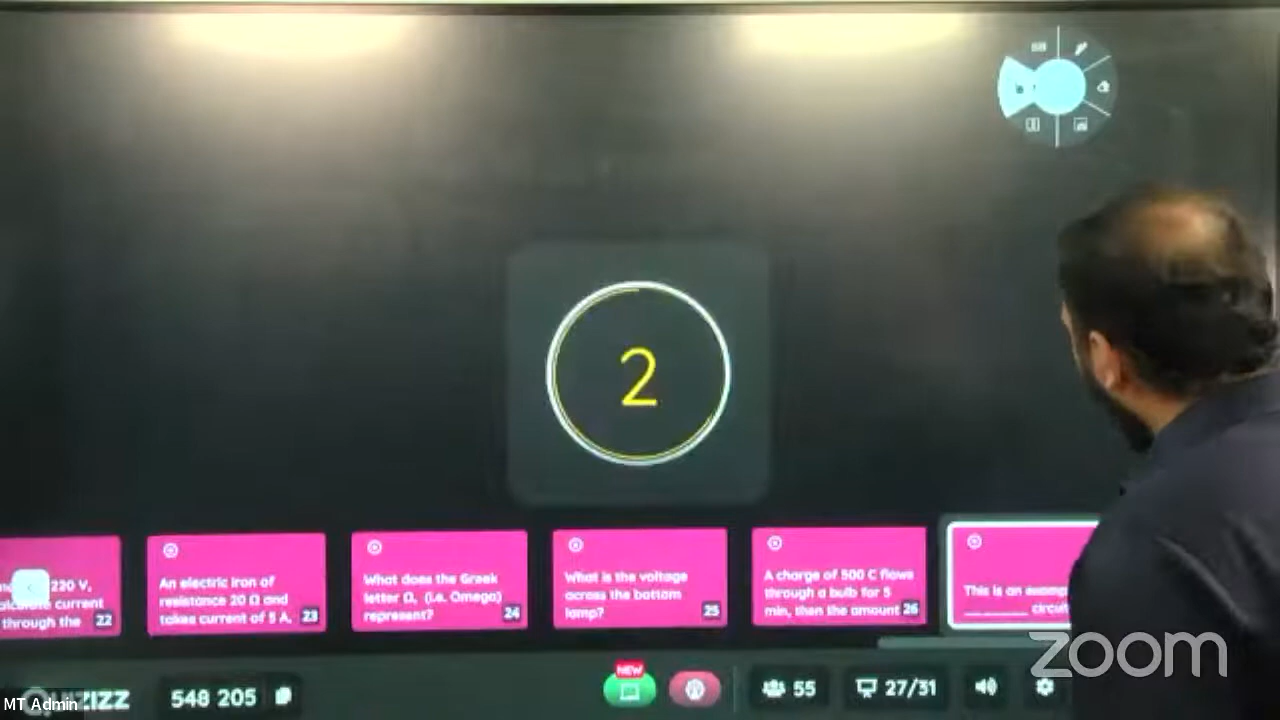 2
230 V,
current
through the 22
An electric iron of
resistance 20 Ω and
takes current of 5 A, 23
What does the Greek
letter Ω, (i.e. Omega)
represent? 24
What is the voltage
across the bottom
lamp? 25
A charge of 500 C flows
through a bulb for 5
min, then the amount 26
This is an
circuit
zoom
NEW
MT Admin
548 205
55
27/31